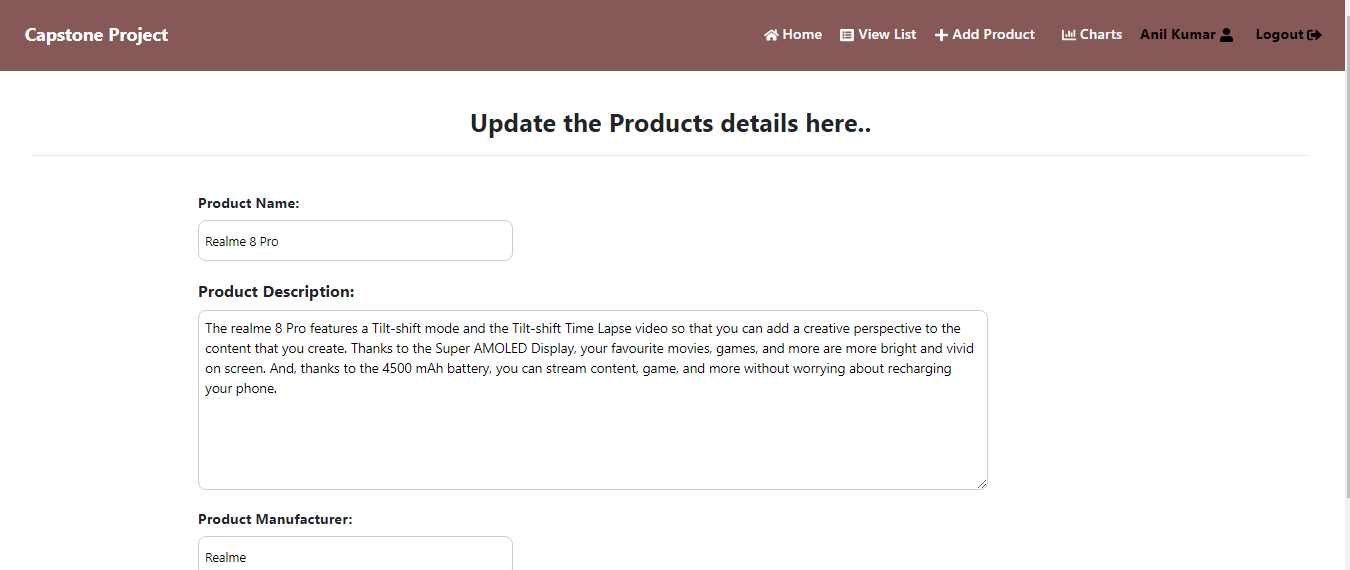 Capstone Project
Home
View List
Add Product
Charts
Anil Kumar
Logout
Update the Products details here..
Product Name:
Realme 8 Pro
Product Description:
The realme 8 Pro features a Tilt-shift mode and the Tilt-shift Time Lapse video so that you can add a creative perspective to the
content that you create. Thanks to the Super AMOLED Display, your favourite movies, games, and more are more bright and vivid
on screen. And, thanks to the 4500 mAh battery, you can stream content, game, and more without worrying about recharging
your phone.
Product Manufacturer:
Realme